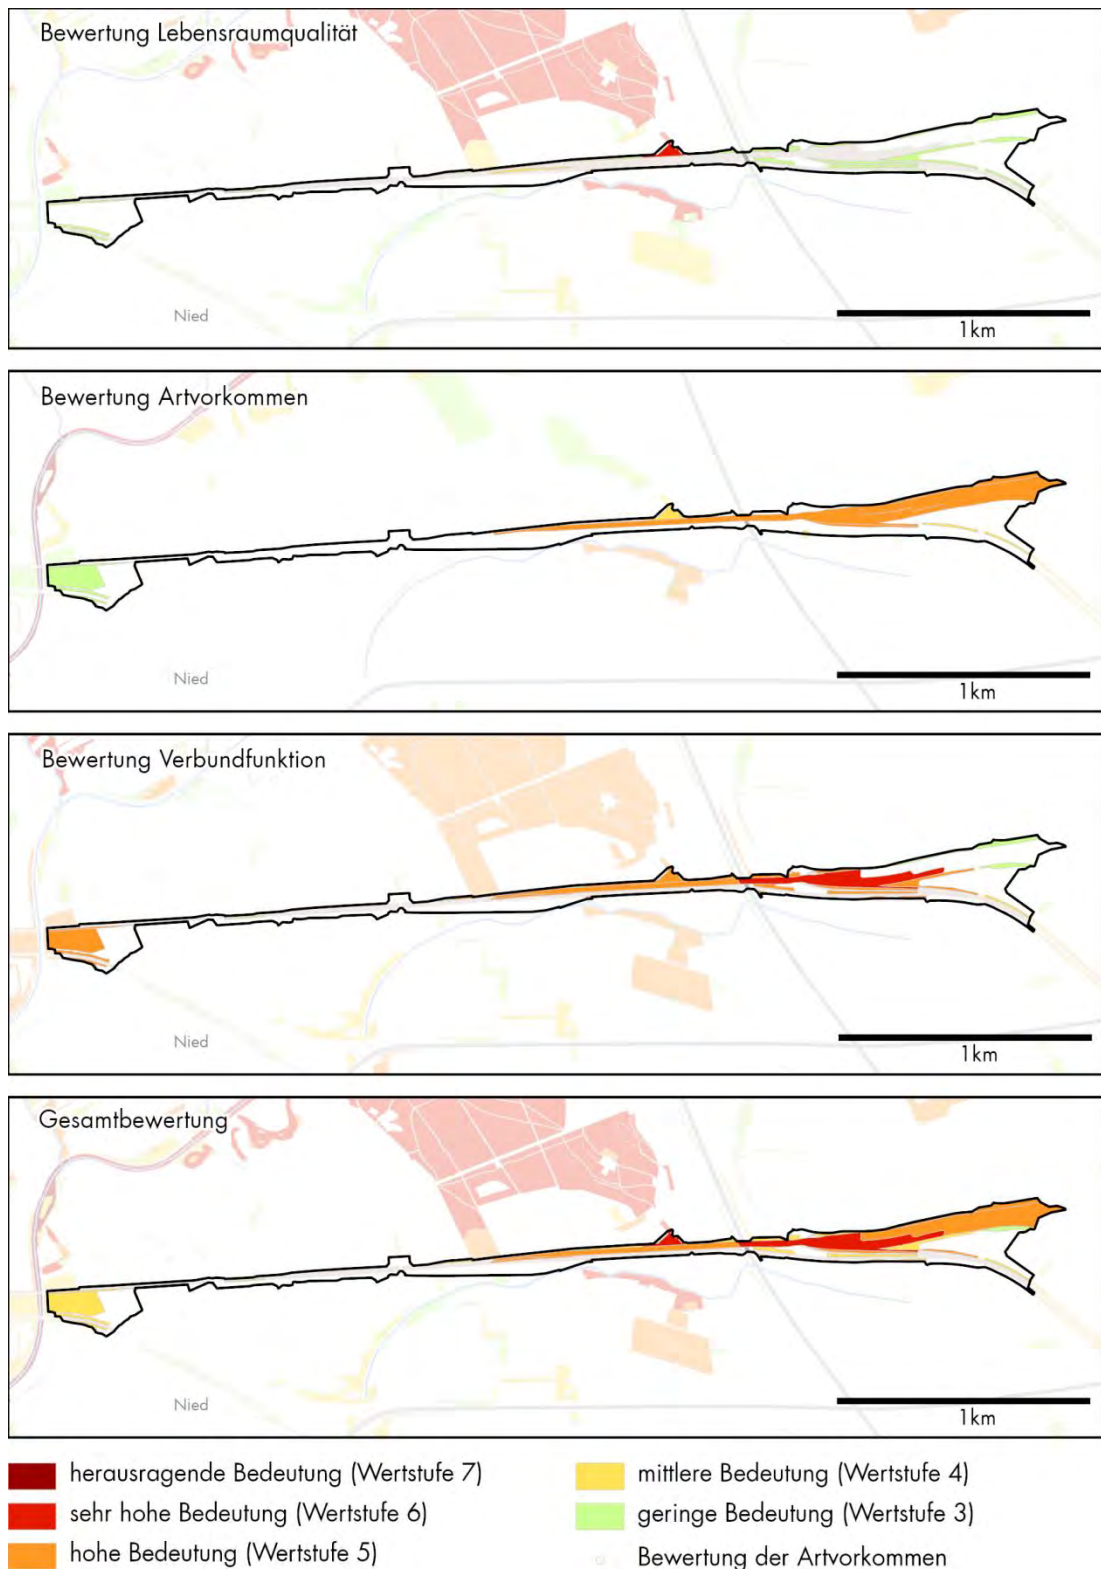 Bewertung Lebensraumqualität
Nied
1km
Bewertung Artvorkommen
Nied
1km
Bewertung Verbundfunktion
Nied
1km
Gesamtbewertung
Nied
1km
herausragende Bedeutung (Wertstufe 7)
sehr hohe Bedeutung (Wertstufe 6)
hohe Bedeutung (Wertstufe 5)
mittlere Bedeutung (Wertstufe 4)
geringe Bedeutung (Wertstufe 3)
Bewertung der Artvorkommen